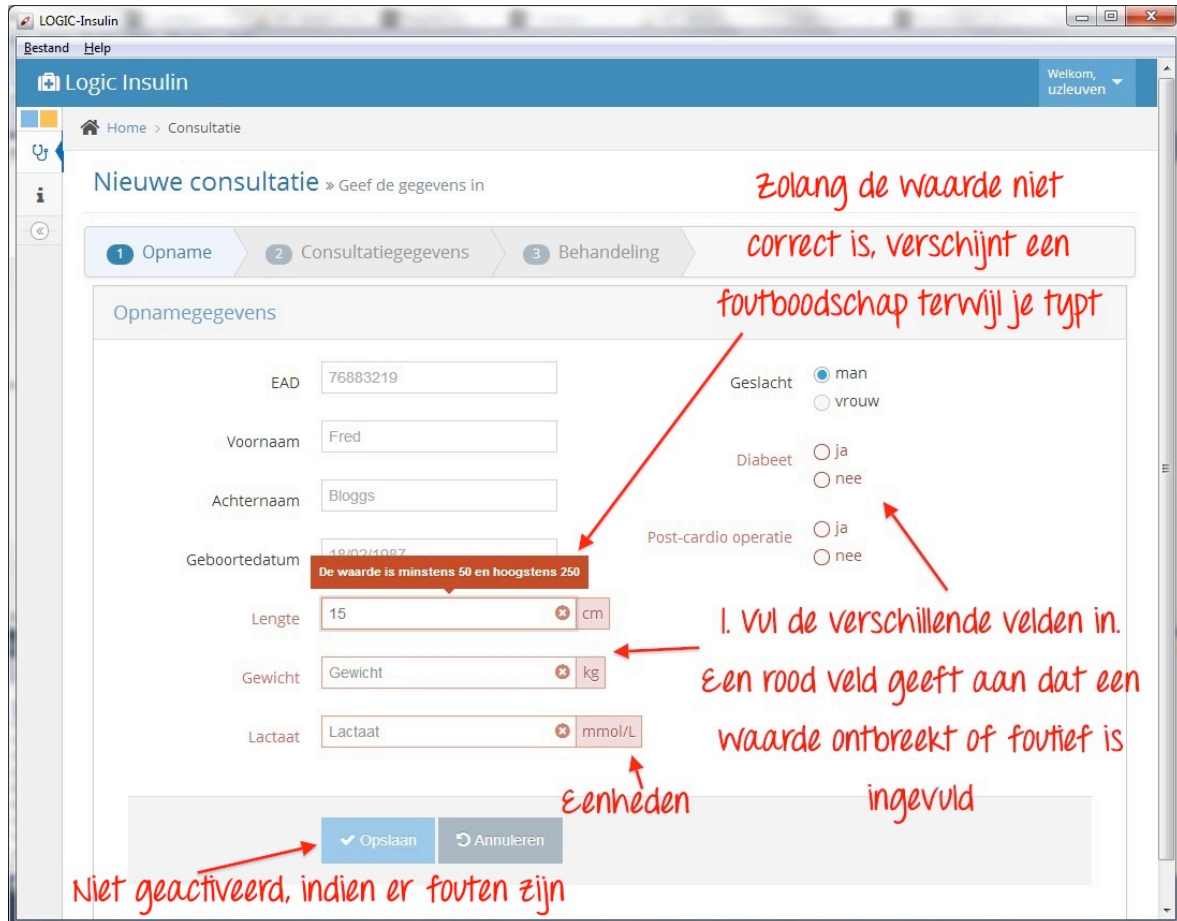 LOGIC-Insulin
Bestand Help
Logic Insulin
Welkom,
uzleuven
Home > Consultatie
Nieuwe consultatie » Geef de gegevens in
1 Opname
2 Consultatiegegevens
3 Behandeling
Zolang de waarde niet
correct is, verschijnt een
foutboodschap terwijl je typt
Opnamegegevens
EAD 76883219
Voornaam Fred
Achternaam Bloggs
Geboortedatum 18/02/1987
De waarde is minstens 50 en hoogstens 250
Lengte 15 cm
Gewicht Gewicht kg
Lactaat Lactaat mmol/L
Geslacht man
vrouw
Diabeet ja
nee
Post-cardio operatie ja
nee
1. Vul de verschillende velden in.
Een rood veld geeft aan dat een
waarde ontbreekt of foutief is
ingevuld
Eenheden
Opslaan
Annuleren
Niet geactiveerd, indien er fouten zijn